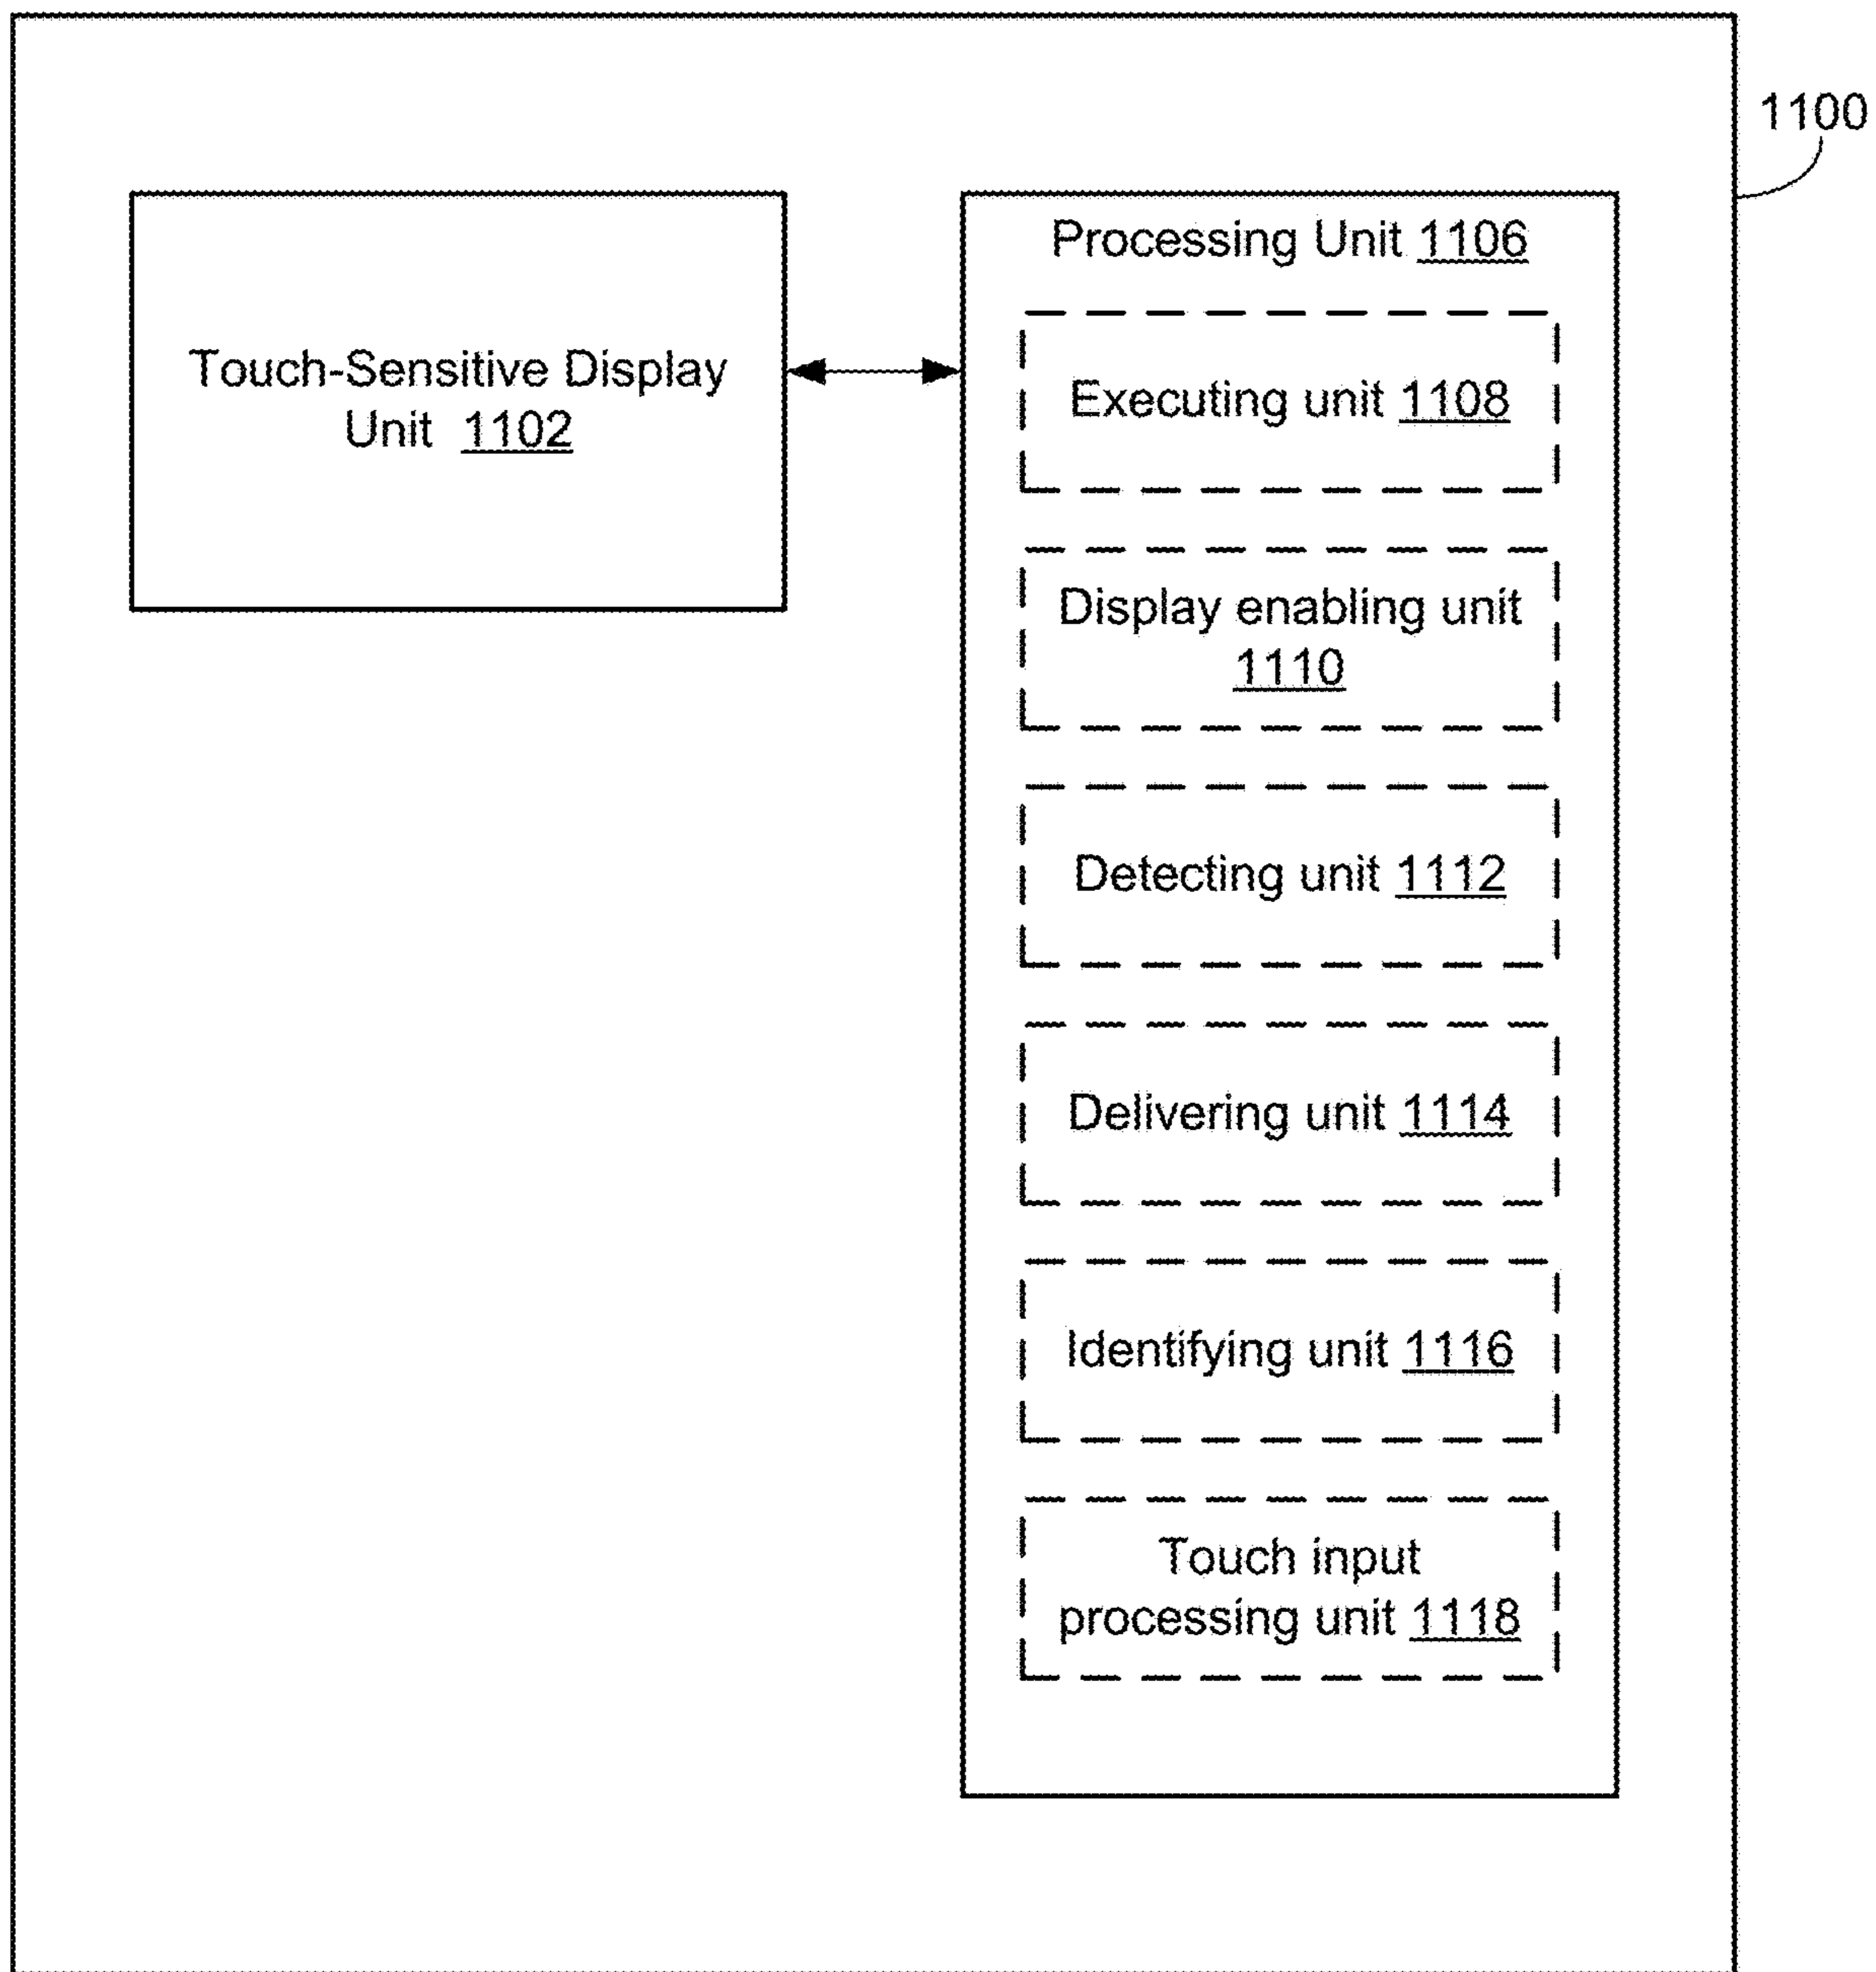 1100
Touch-Sensitive Display
Unit 1102
Processing Unit 1106
Executing unit 1108
Display enabling unit
1110
Detecting unit 1112
Delivering unit 1114
Identifying unit 1116
Touch input
processing unit 1118